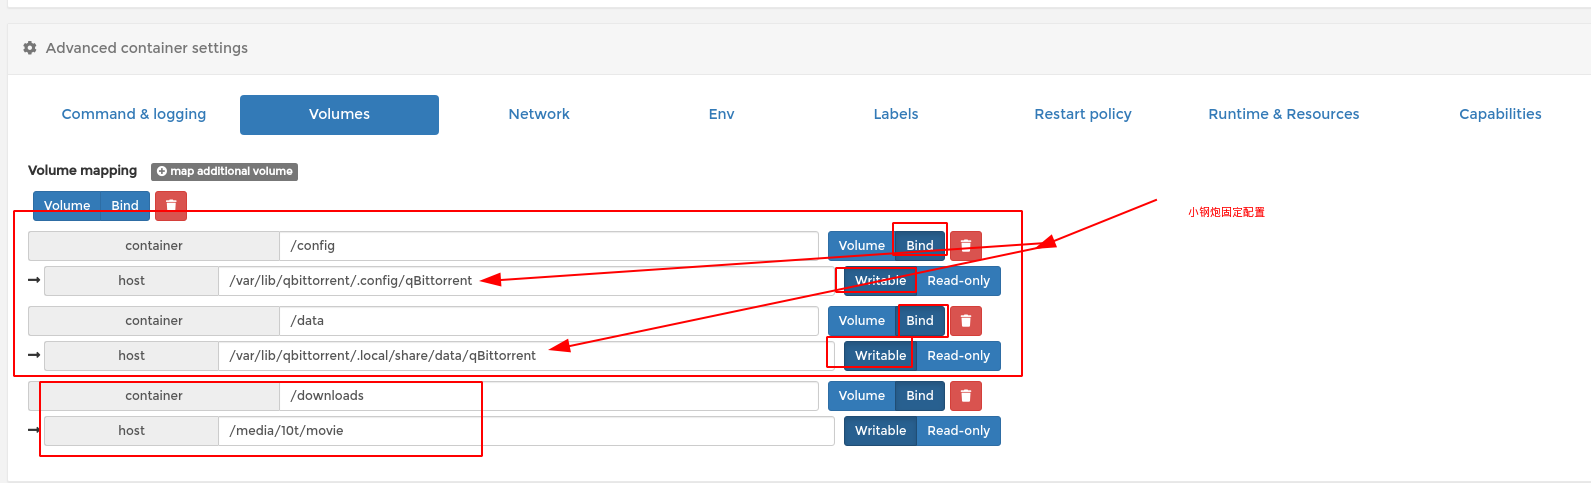 Advanced container settings
Command & logging Volumes Network Env Labels Restart policy Runtime & Resources Capabilities
Volume mapping map additional volume
Volume Bind
小钢炮固定配置
container /config Volume Bind
host /var/lib/qbittorrent/.config/qBittorrent Writable Read-only
container /data Volume Bind
host /var/lib/qbittorrent/.local/share/data/qBittorrent Writable Read-only
container /downloads Volume Bind
host /media/10t/movie Writable Read-only